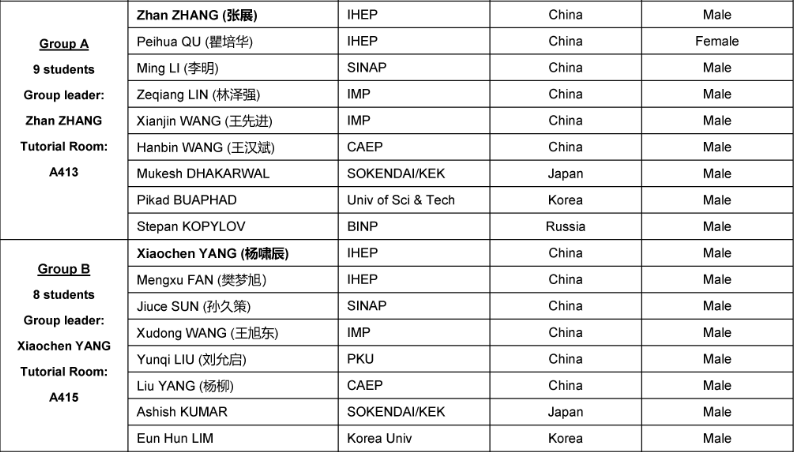 Group A
9 students
Group leader:
Zhan ZHANG
Tutorial Room:
A413
Zhan ZHANG (张展) IHEP China Male
Peihua QU (瞿培华) IHEP China Female
Ming LI (李明) SINAP China Male
Zeqiang LIN (林泽强) IMP China Male
Xianjin WANG (王先进) IMP China Male
Hanbin WANG (王汉斌) CAEP China Male
Mukesh DHAKARWAL SOKENDAI/KEK Japan Male
Pikad BUAPHAD Univ of Sci & Tech Korea Male
Stepan KOPYLOV BINP Russia Male
Group B
8 students
Group leader:
Xiaochen YANG
Tutorial Room:
A415
Xiaochen YANG (杨啸辰) IHEP China Male
Mengxu FAN (樊梦旭) IHEP China Male
Jiuce SUN (孙久策) SINAP China Male
Xudong WANG (王旭东) IMP China Male
Yunqi LIU (刘允启) PKU China Male
Liu YANG (杨柳) CAEP China Male
Ashish KUMAR SOKENDAI/KEK Japan Male
Eun Hun LIM Korea Univ Korea Male